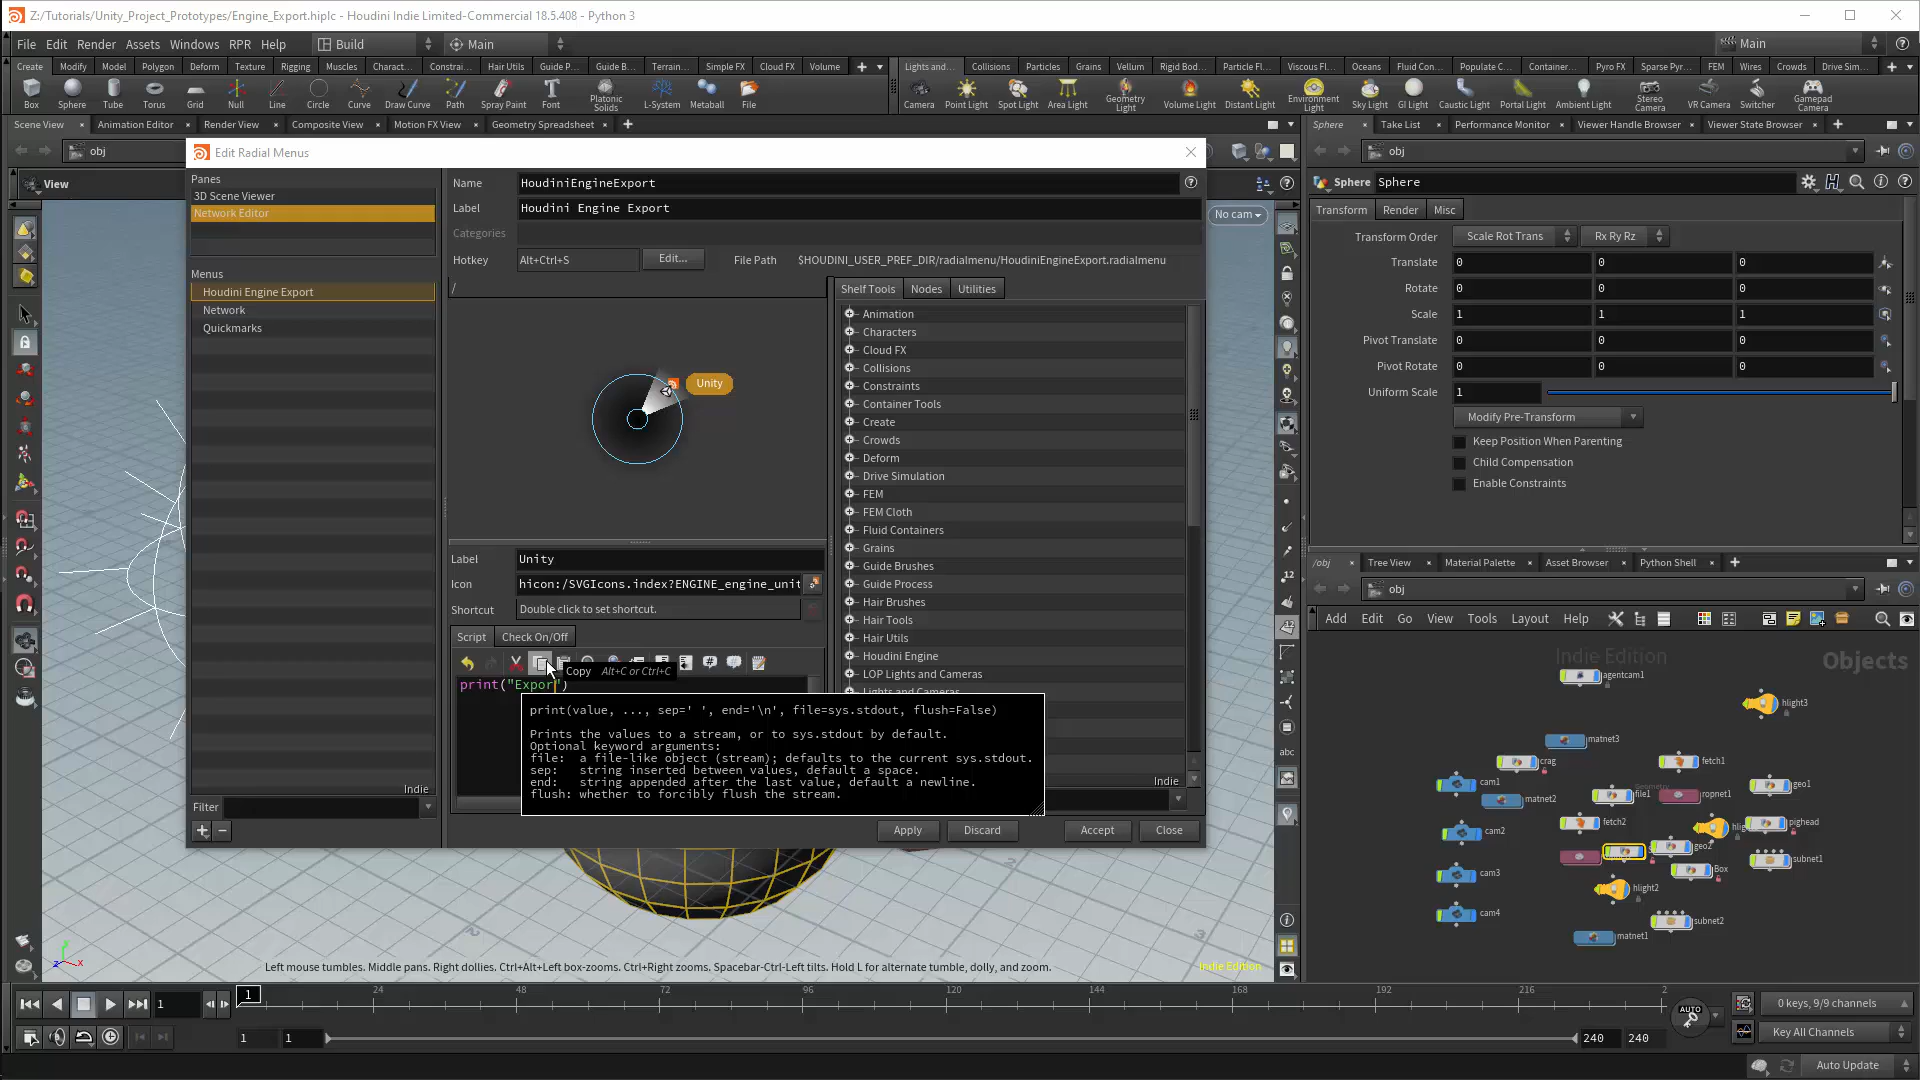 Z:/Tutorials/Unity_Project_Prototypes/Engine_Export.hiplc - Houdini Indie Limited-Commercial 18.5.408 - Python 3
File Edit Render Assets Windows RPR Help Build Main Main
Create Modify Model Polygon Deform Texture Rigging Muscles Charact... Constrai... Hair Utils Guide P... Guide B... Terrain... Simple FX Cloud FX Volume
Lights and... Collisions Particles Grains Vellum Rigid Bod... Particle Fl... Viscous Fl... Oceans Fluid Con... Populate C... Container... Pyro FX Sparse Pyr... FEM Wires Crowds Drive Sim...
Box Sphere Tube Torus Grid Null Line Circle Curve Draw Curve Path Spray Paint Font Platonic Solids L-System Metaball File
Camera Point Light Spot Light Area Light Geometry Light Volume Light Distant Light Environment Light Sky Light GI Light Caustic Light Portal Light Ambient Light Stereo Camera VR Camera Switcher Gamepad Camera
Scene View Animation Editor Render View Composite View Motion FX View Geometry Spreadsheet
Sphere Take List Performance Monitor Viewer Handle Browser Viewer State Browser
obj
obj
View
No cam
Edit Radial Menus
Panes
3D Scene Viewer
Network Editor
Menus
Houdini Engine Export
Network
Quickmarks
Indie
Filter
Name HoudiniEngineExport
Label Houdini Engine Export
Categories
Hotkey Alt+Ctrl+S Edit... File Path $HOUDINI_USER_PREF_DIR/radialmenu/HoudiniEngineExport.radialmenu
/
Unity
Shelf Tools Nodes Utilities
Animation
Characters
Cloud FX
Collisions
Constraints
Container Tools
Create
Crowds
Deform
Drive Simulation
FEM
FEM Cloth
Fluid Containers
Grains
Guide Brushes
Guide Process
Hair Brushes
Hair Tools
Hair Utils
Houdini Engine
LOP Lights and Cameras
Lights and Cameras
Indie
Label Unity
Icon hicon:/SVGIcons.index?ENGINE_engine_unit
Shortcut Double click to set shortcut.
Script Check On/Off
Copy Alt+C or Ctrl+C
print("Expor")
print(value, ..., sep=' ', end='\n', file=sys.stdout, flush=False)
Prints the values to a stream, or to sys.stdout by default.
Optional keyword arguments:
file: a file-like object (stream); defaults to the current sys.stdout.
sep: string inserted between values, default a space.
end: string appended after the last value, default a newline.
flush: whether to forcibly flush the stream.
Apply Discard Accept Close
Left mouse tumbles. Middle pans. Right dollies. Ctrl+Alt+Left box-zooms. Ctrl+Right zooms. Spacebar-Ctrl-Left tilts. Hold L for alternate tumble, dolly, and zoom.
Indie Edition
Sphere Sphere
Transform Render Misc
Transform Order Scale Rot Trans Rx Ry Rz
Translate 0 0 0
Rotate 0 0 0
Scale 1 1 1
Pivot Translate 0 0 0
Pivot Rotate 0 0 0
Uniform Scale 1
Modify Pre-Transform
Keep Position When Parenting
Child Compensation
Enable Constraints
/obj Tree View Material Palette Asset Browser Python Shell
obj
Add Edit Go View Tools Layout Help
Indie Edition
Objects
agentcam1
hlight3
matnet3
crag
fetch1
cam1
matnet2
file1
Geometry
ropnet1
geo1
cam2
fetch2
pighead
geo2
subnet1
cam3
Box
hlight2
cam4
subnet2
matnet1
abc
12
12
1 1 24 48 72 96 120 144 168 192 216 2
AUTO
0 keys, 9/9 channels
1 1 240 240
Key All Channels
Auto Update